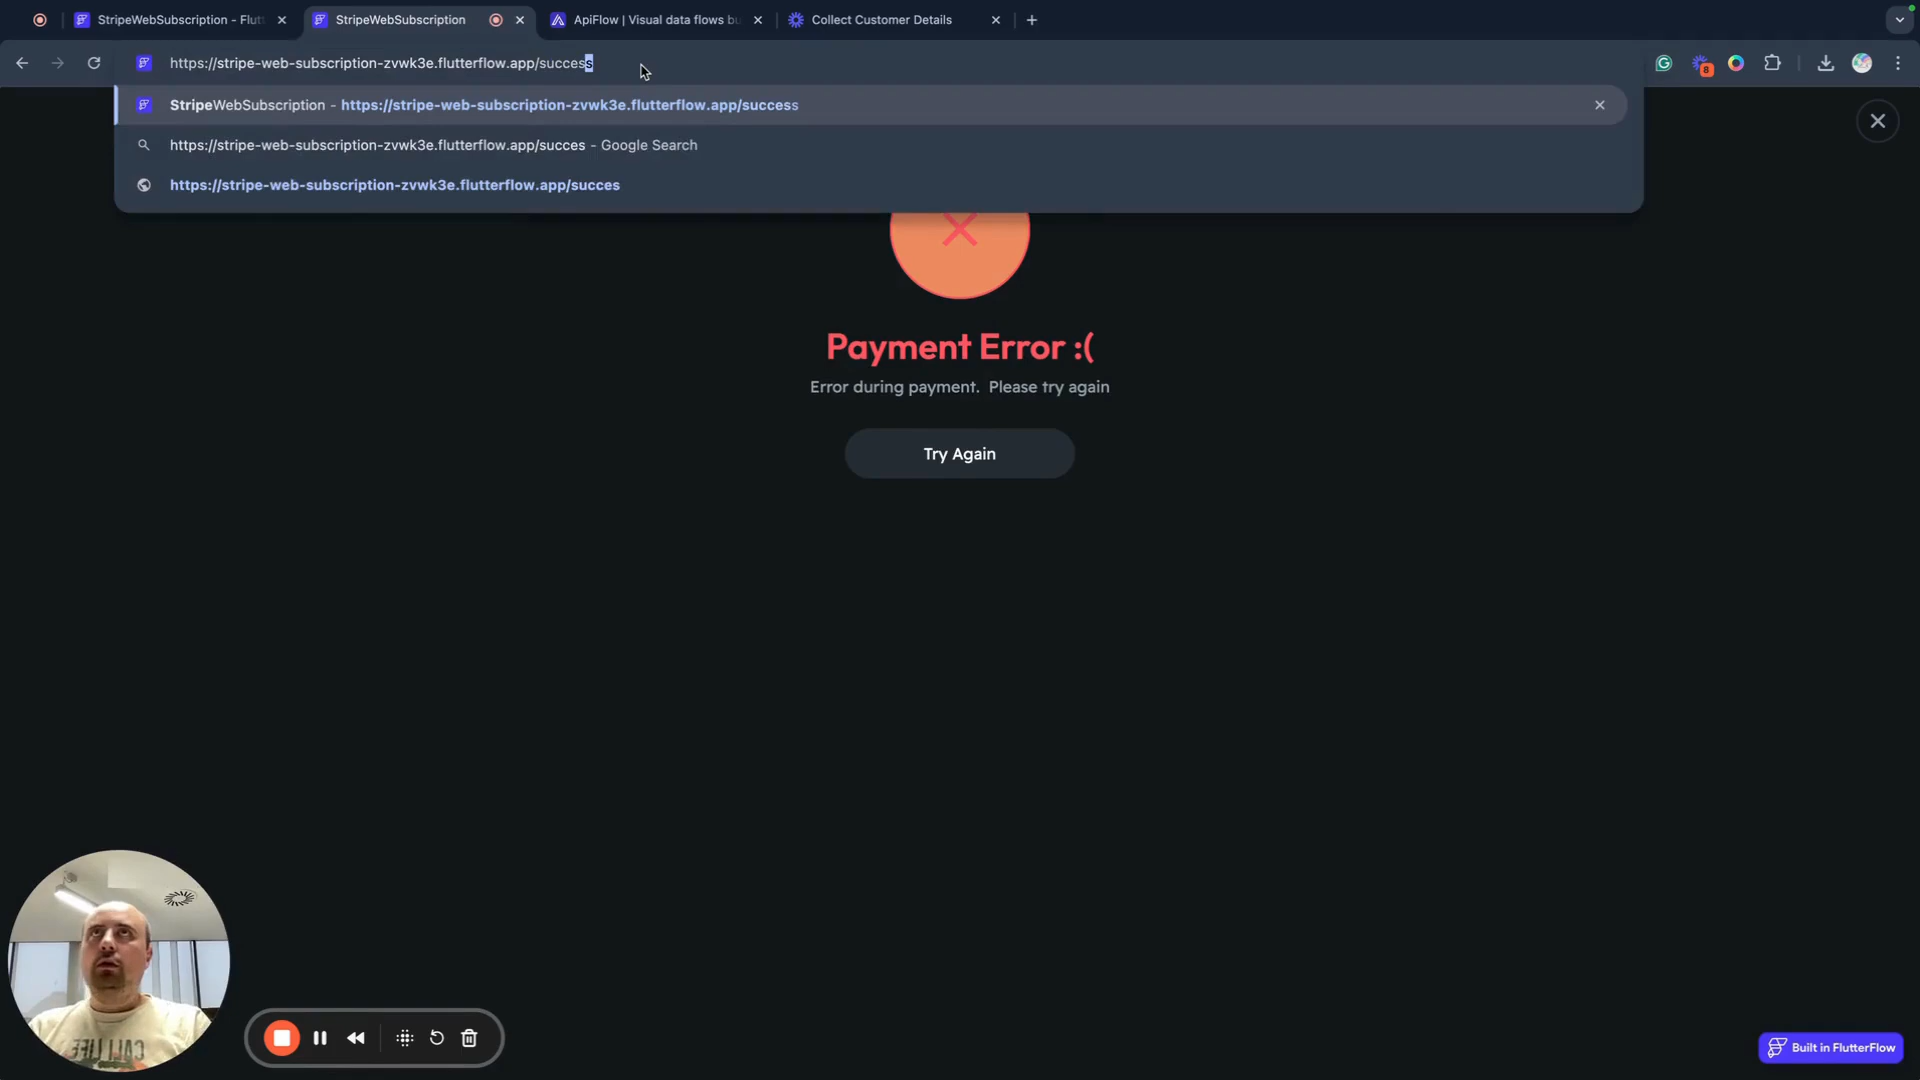 StripeWebSubscription - Flutt
StripeWebSubscription
ApiFlow | Visual data flows bu
Collect Customer Details
https://stripe-web-subscription-zvwk3e.flutterflow.app/success
8
StripeWebSubscription - https://stripe-web-subscription-zvwk3e.flutterflow.app/success
https://stripe-web-subscription-zvwk3e.flutterflow.app/succes - Google Search
https://stripe-web-subscription-zvwk3e.flutterflow.app/succes
Payment Error :(
Error during payment. Please try again
Try Again
Built in FlutterFlow